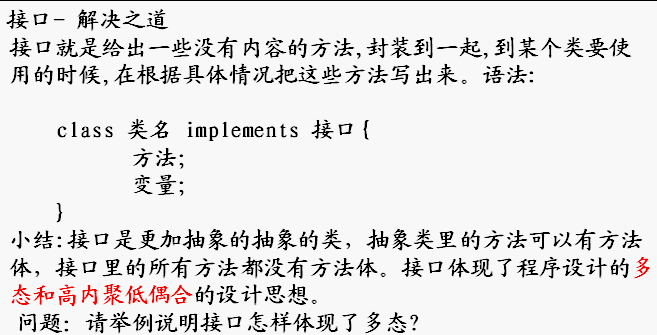 接口- 解决之道
接口就是给出一些没有内容的方法,封装到一起,到某个类要使
用的时候,在根据具体情况把这些方法写出来。语法:
class 类名 implements 接口{
方法;
变量;
}
小结:接口是更加抽象的抽象的类，抽象类里的方法可以有方法
体，接口里的所有方法都没有方法体。接口体现了程序设计的多
态和高内聚低偶合的设计思想。
问题：请举例说明接口怎样体现了多态?